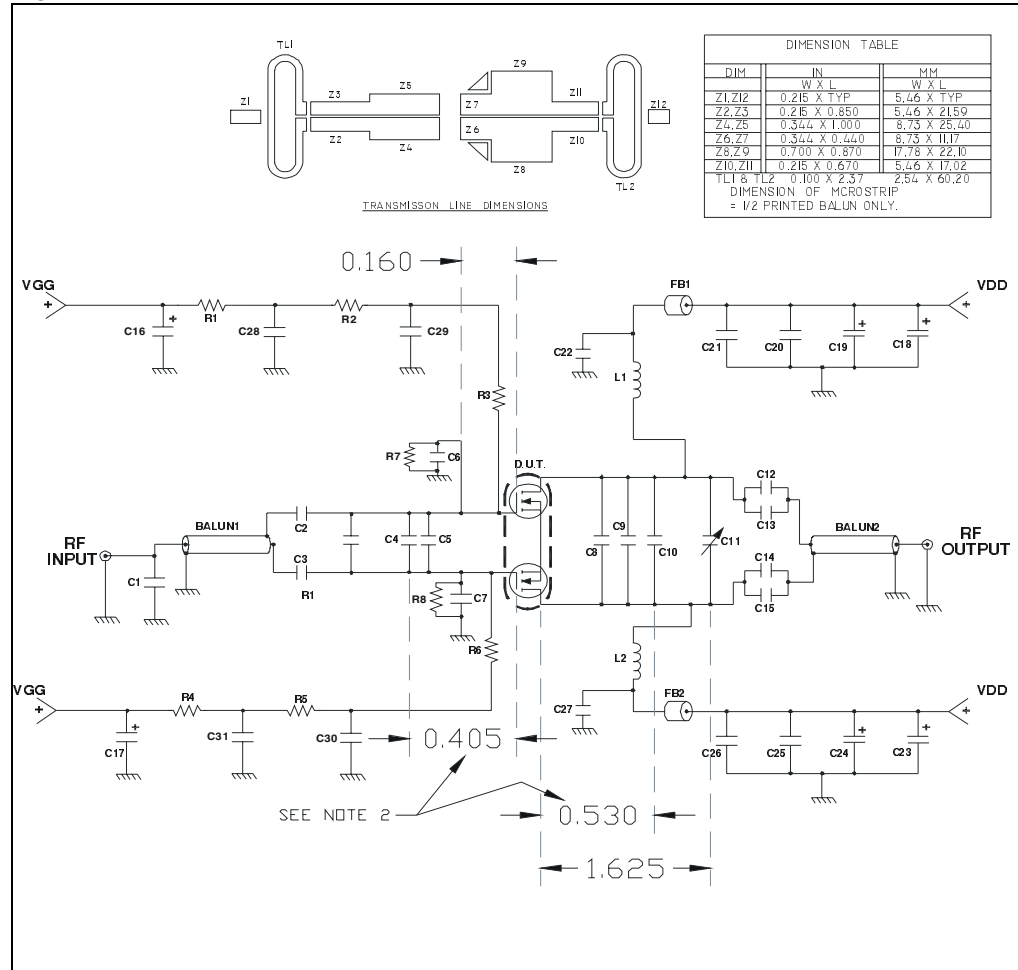 TL1
Z9
Z1
Z3
Z5
Z7
Z11
Z12
Z2
Z4
Z6
Z8
Z10
TL2
TRANSMISSON LINE DIMENSIONS
DIMENSION TABLE
DIM IN MM
W X L W X L
Z1,Z12 0.215 X TYP 5,46 X TYP
Z2,Z3 0.215 X 0.850 5,46 X 21,59
Z4,Z5 0.344 X 1.000 8,73 X 25,40
Z6,Z7 0.344 X 0.440 8,73 X 11,17
Z8,Z9 0.700 X 0.870 17,78 X 22,10
Z10,Z11 0.215 X 0.670 5,46 X 17,02
TL1 & TL2 0.100 X 2.37 2,54 X 60,20
DIMENSION OF MCROSTRIP
= 1/2 PRINTED BALUN ONLY.
0.160
VGG
+
C16
+
R1
C28
R2
C29
R3
FB1
VDD
+
C22
L1
C21
C20
C19
+
C18
+
R7
C6
D.U.T.
RF
INPUT
C1
BALUN1
C2
C3
R1
C4
C5
C8
C9
C10
C11
C12
C13
C14
C15
BALUN2
RF
OUTPUT
R8
C7
R6
VGG
+
C17
+
R4
C31
R5
C30
L2
C27
FB2
VDD
+
C26
C25
C24
+
C23
+
0.405
SEE NOTE 2
0.530
1.625